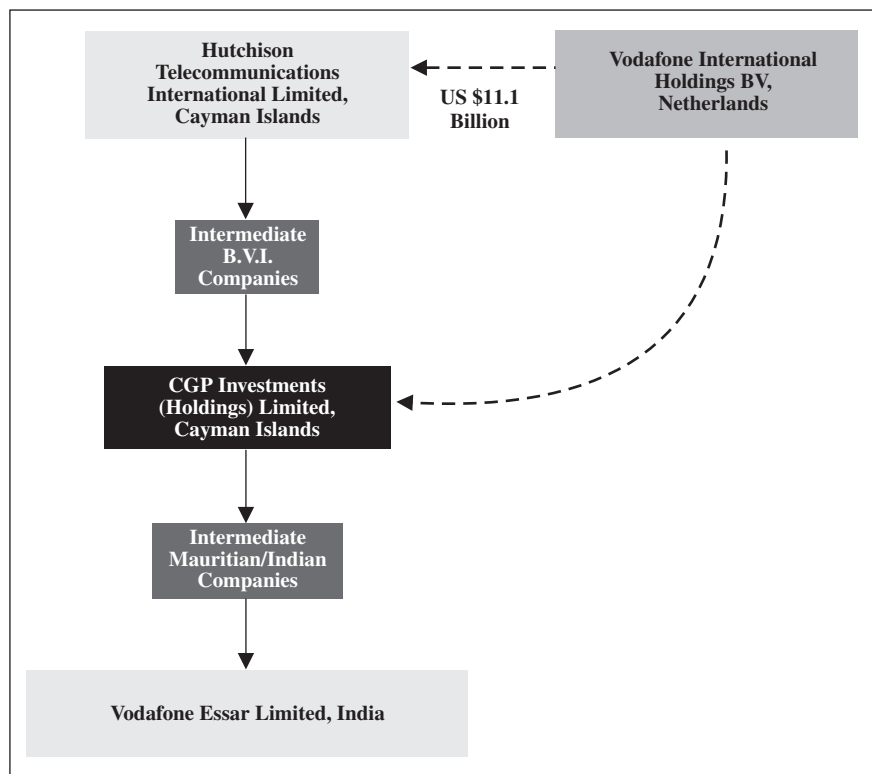 Hutchison
Telecommunications
International Limited,
Cayman Islands
US $11.1
Billion
Vodafone International
Holdings BV,
Netherlands
Intermediate
B.V.I.
Companies
CGP Investments
(Holdings) Limited,
Cayman Islands
Intermediate
Mauritian/Indian
Companies
Vodafone Essar Limited, India